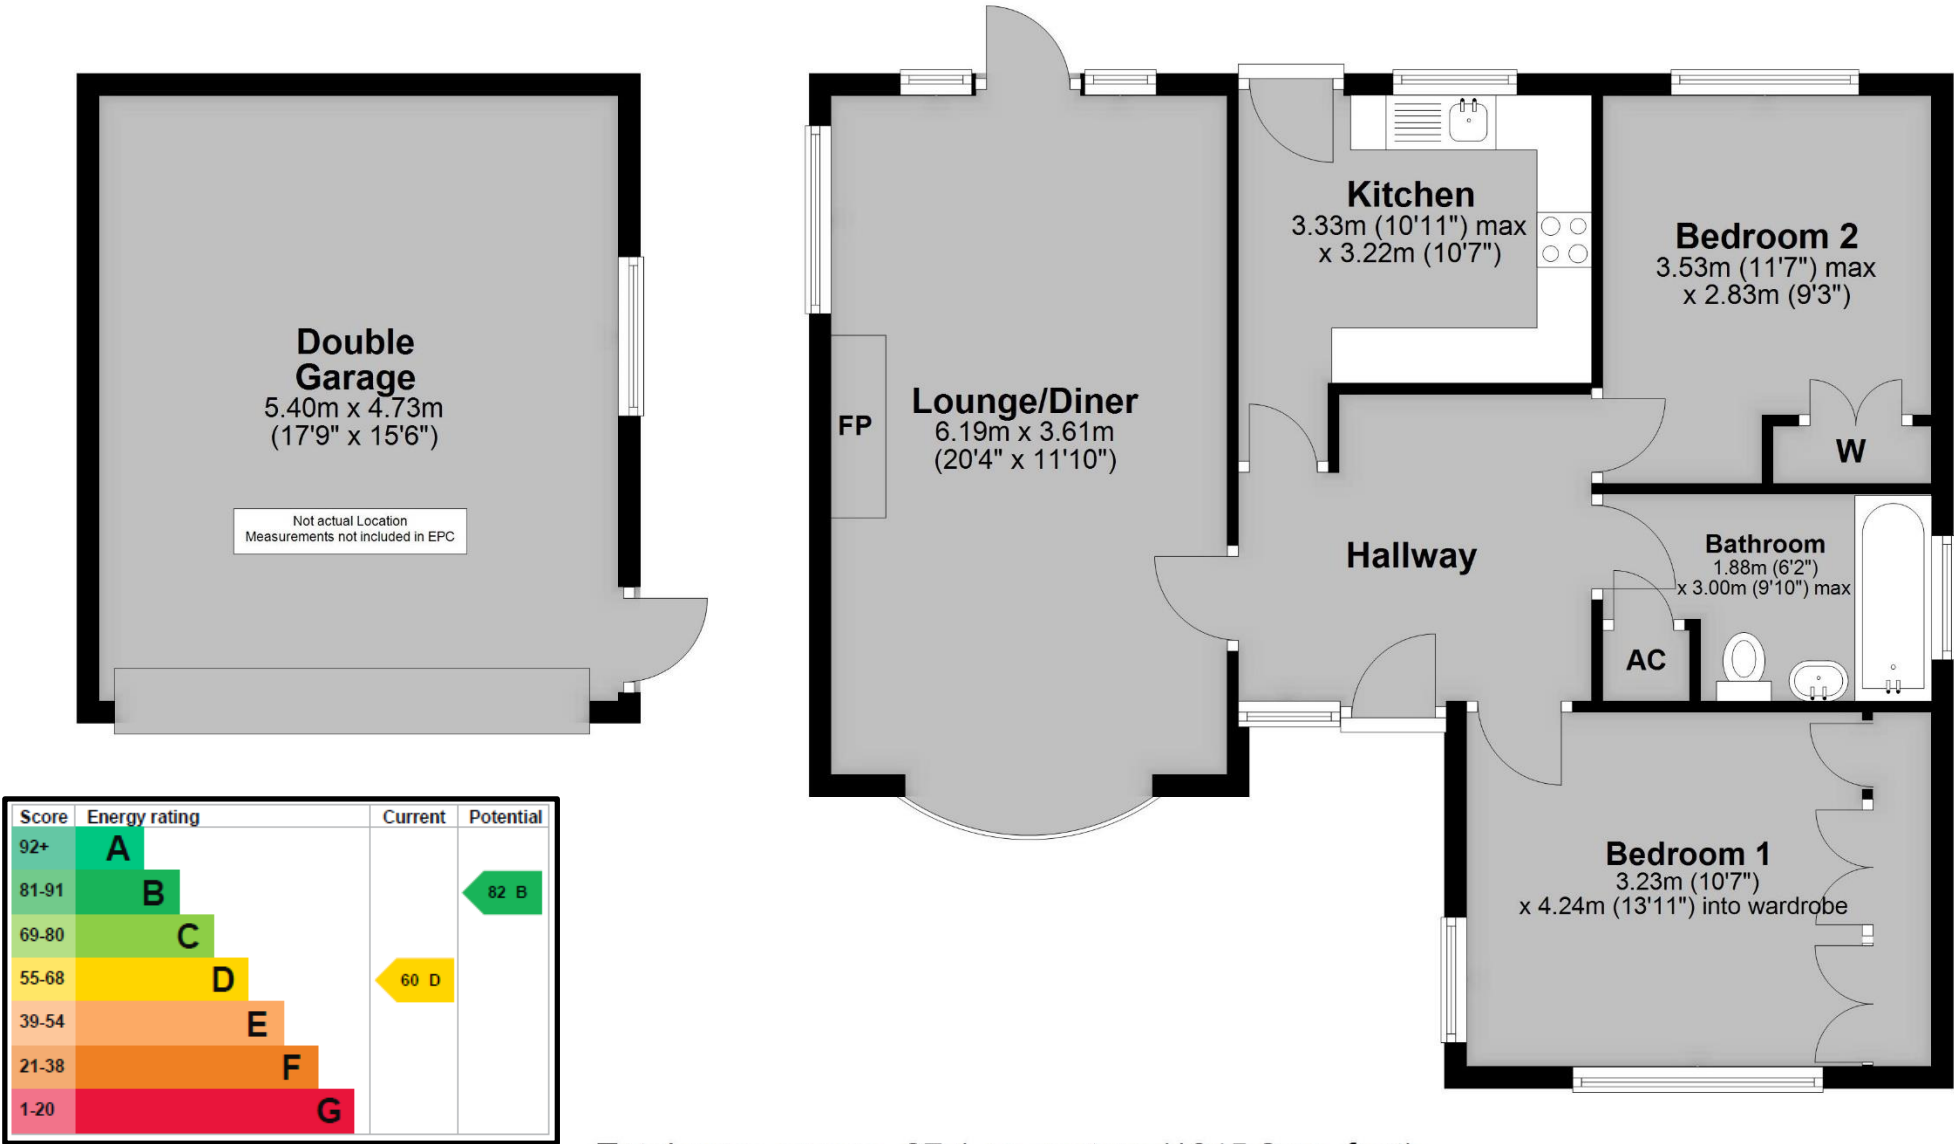 Double
Garage
5.40m x 4.73m
(17'9" x 15'6")
Not actual Location
Measurements not included in EPC
Lounge/Diner
6.19m x 3.61m
(20'4" x 11'10")
FP
Kitchen
3.33m (10'11") max
x 3.22m (10'7")
Bedroom 2
3.53m (11'7") max
x 2.83m (9'3")
W
Hallway
Bathroom
1.88m (6'2")
x 3.00m (9'10") max
AC
Bedroom 1
3.23m (10'7")
x 4.24m (13'11") into wardrobe
Score Energy rating Current Potential
92+ A
81-91 B 82 B
69-80 C
55-68 D 60 D
39-54 E
21-38 F
1-20 G